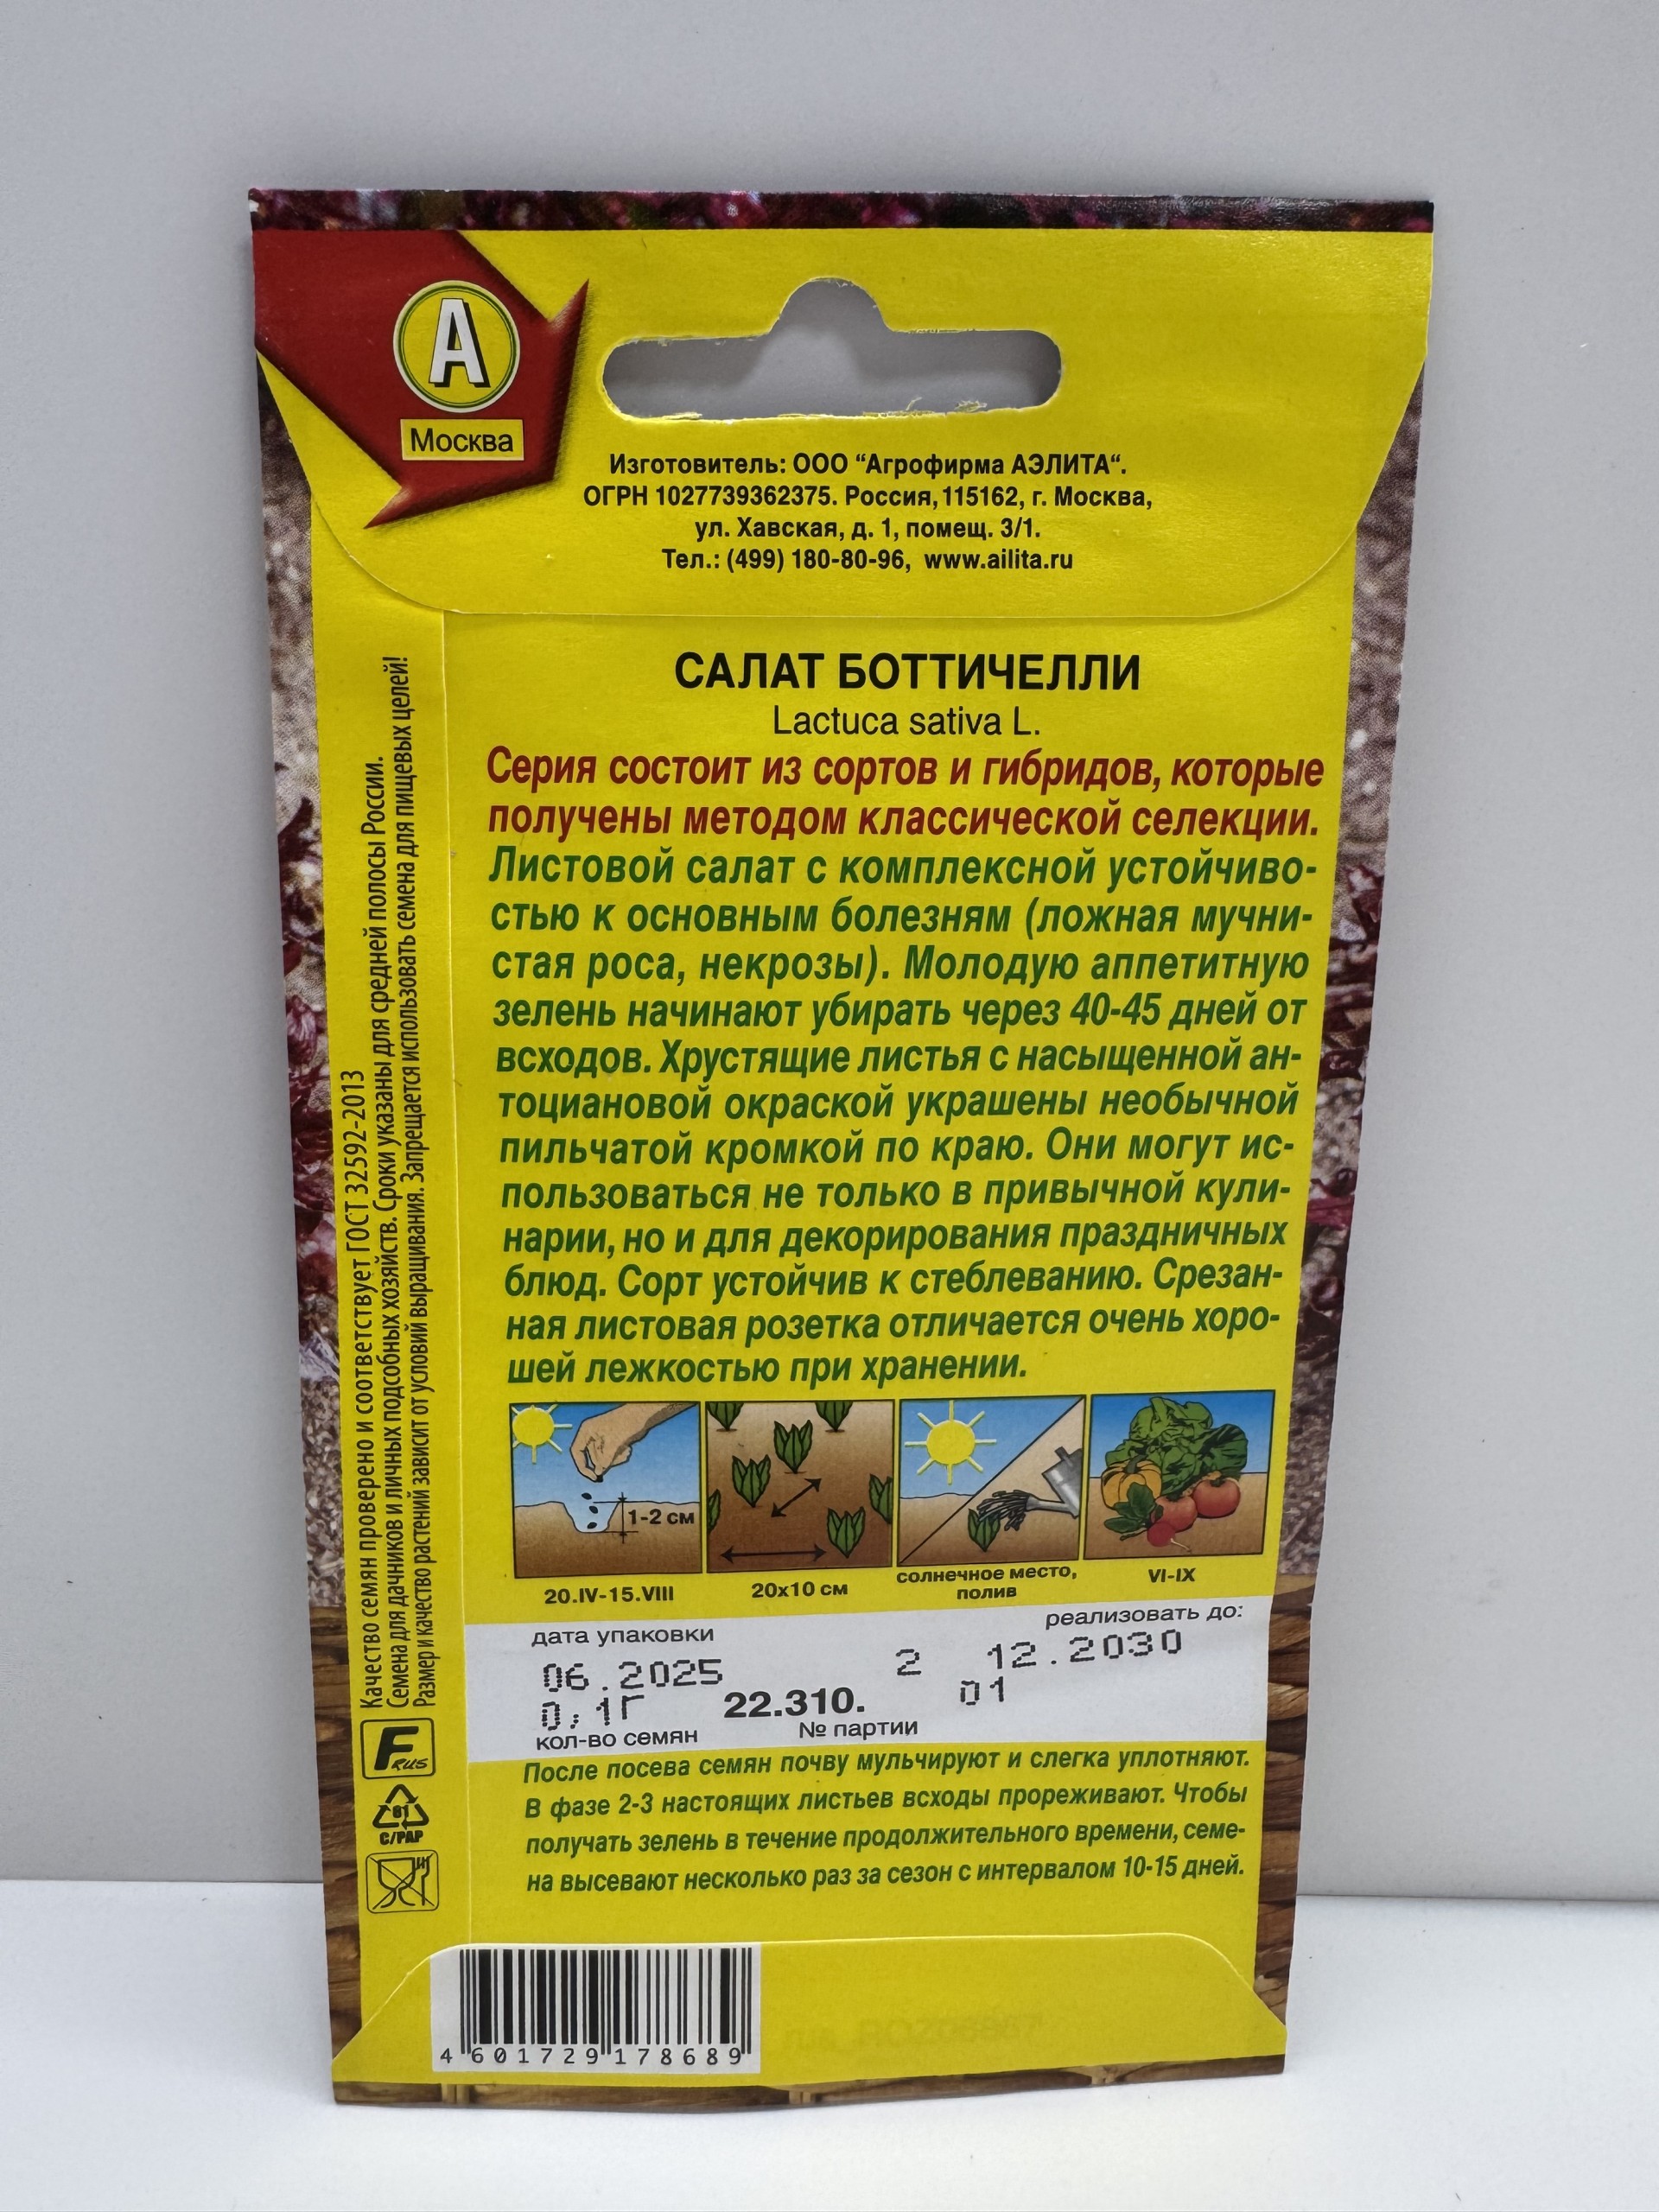 А
Москва
Изготовитель: ООО “Агрофирма АЭЛИТА“.
ОГРН 1027739362375. Россия, 115162, г. Москва,
ул. Хавская, д. 1, помещ. 3/1.
Тел.: (499) 180-80-96, www.ailita.ru
САЛАТ БОТТИЧЕЛЛИ
Lactuca sativa L.
Серия состоит из сортов и гибридов, которые
получены методом классической селекции.
Листовой салат с комплексной устойчиво-
стью к основным болезням (ложная мучни-
стая роса, некрозы). Молодую аппетитную
зелень начинают убирать через 40-45 дней от
всходов. Хрустящие листья с насыщенной ан-
тоциановой окраской украшены необычной
пильчатой кромкой по краю. Они могут ис-
пользоваться не только в привычной кули-
нарии, но и для декорирования праздничных
блюд. Сорт устойчив к стеблеванию. Срезан-
ная листовая розетка отличается очень хоро-
шей лежкостью при хранении.
1-2 см
20.IV-15.VIII
20х10 см
солнечное место,
полив
VI-IX
дата упаковки
реализовать до:
06.2025
2 12.2030
0,1Г
22.310.
01
кол-во семян
№ партии
После посева семян почву мульчируют и слегка уплотняют.
В фазе 2-3 настоящих листьев всходы прореживают. Чтобы
получать зелень в течение продолжительного времени, семе-
на высевают несколько раз за сезон с интервалом 10-15 дней.
Качество семян проверено и соответствует ГОСТ 32592-2013
Семена для дачников и личных подсобных хозяйств. Сроки указаны для средней полосы России.
Размер и качество растений зависит от условий выращивания. Запрещается использовать семена для пищевых целей!
F RUS
81
C/PAP
4 601729 178689